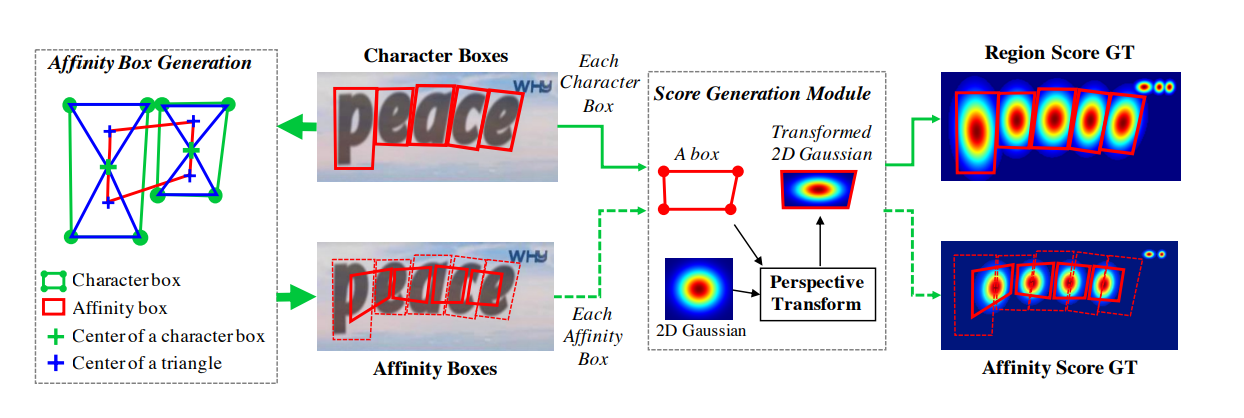 Affinity Box Generation
Character box
Affinity box
Center of a character box
Center of a triangle
Character Boxes
peace
WHY
peace
WHY
Affinity Boxes
Each
Character
Box
Each
Affinity
Box
Score Generation Module
A box
Transformed
2D Gaussian
2D Gaussian
Perspective
Transform
Region Score GT
Affinity Score GT